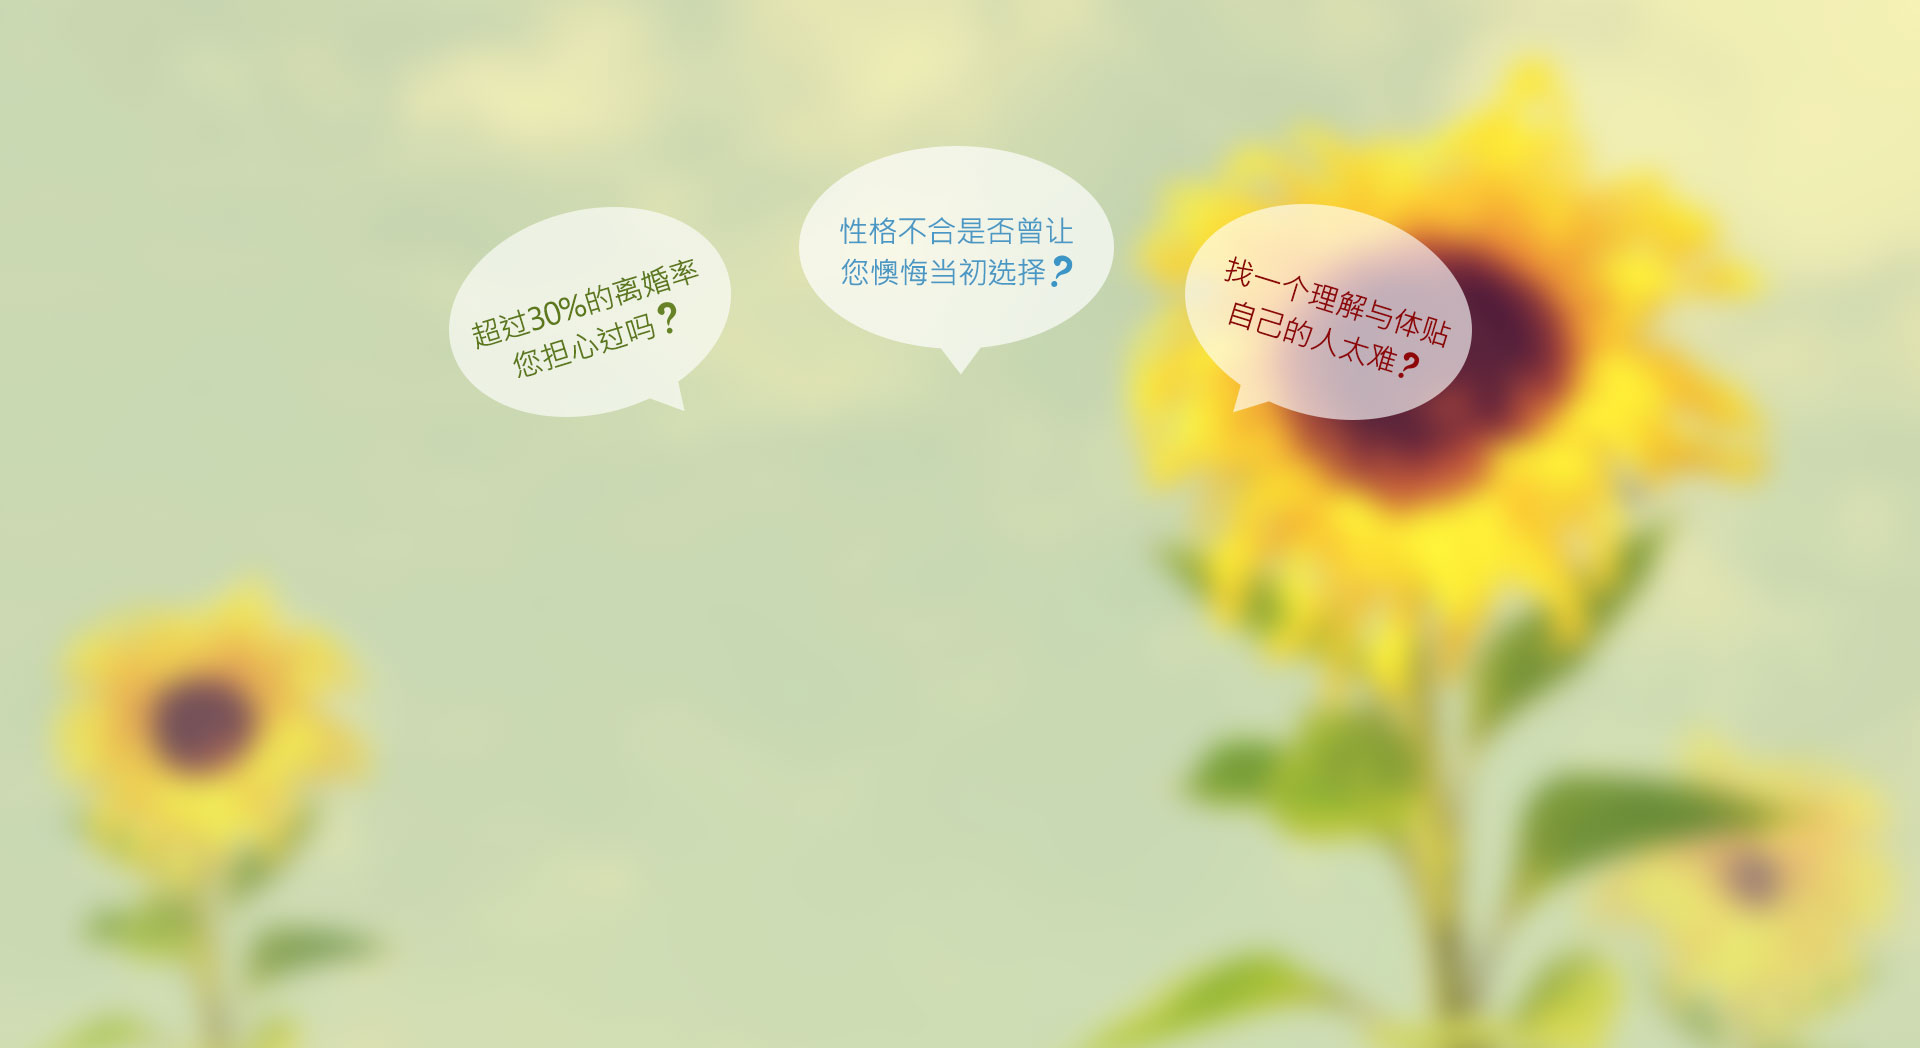 超过30%的离婚率
您担心过吗?
性格不合是否曾让
您懊悔当初选择?
找一个理解与体贴
自己的人太难?